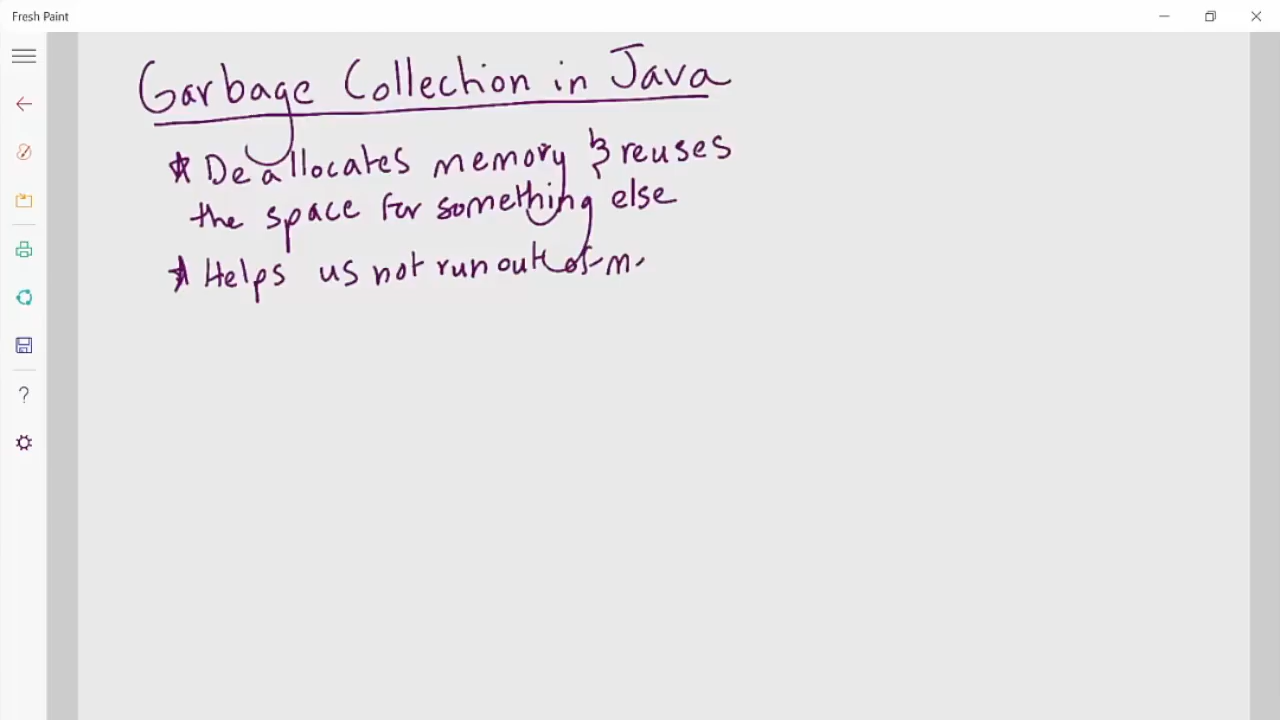 Fresh Paint
Garbage Collection in Java
* Deallocates memory & reuses
the space for something else
* Helps us not run out of m
?